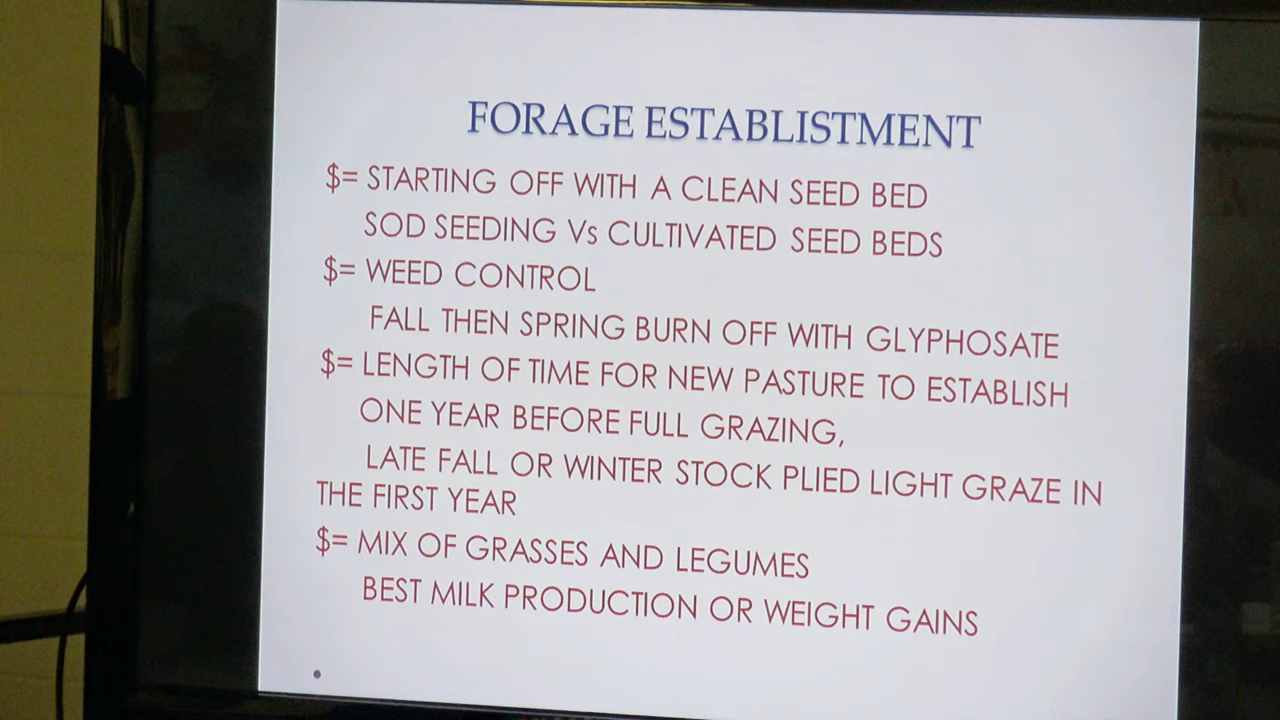 FORAGE ESTABLISTMENT
$= STARTING OFF WITH A CLEAN SEED BED
SOD SEEDING Vs CULTIVATED SEED BEDS
$= WEED CONTROL
FALL THEN SPRING BURN OFF WITH GLYPHOSATE
$= LENGTH OF TIME FOR NEW PASTURE TO ESTABLISH
ONE YEAR BEFORE FULL GRAZING,
LATE FALL OR WINTER STOCK PLIED LIGHT GRAZE IN
THE FIRST YEAR
$= MIX OF GRASSES AND LEGUMES
BEST MILK PRODUCTION OR WEIGHT GAINS